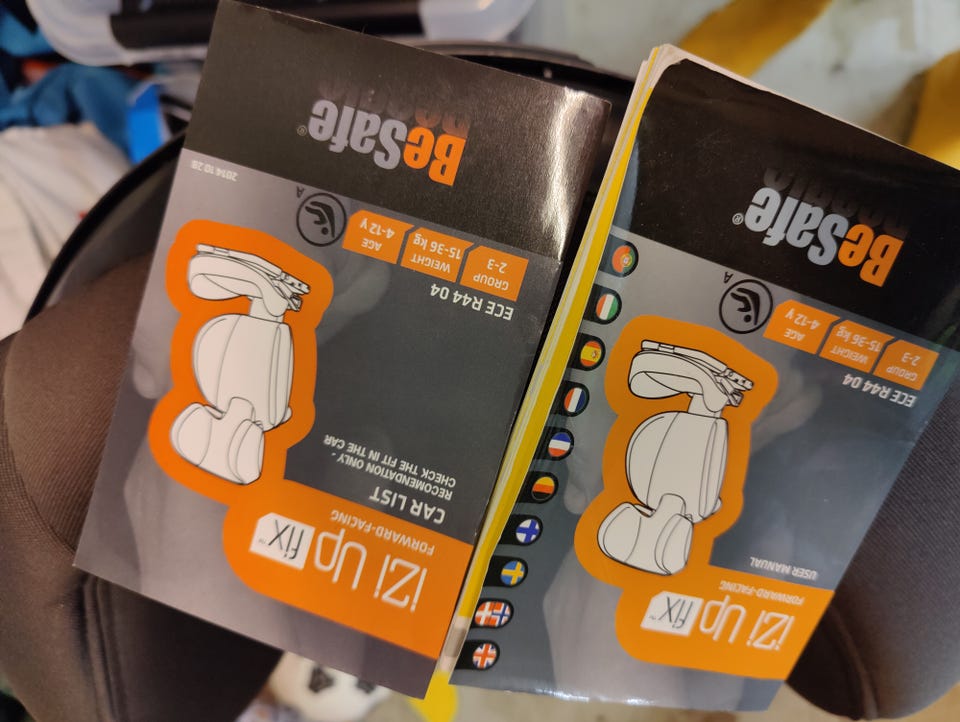 iZi Up fix™
FORWARD-FACING
CAR LIST
RECOMENDATION ONLY,
CHECK THE FIT IN THE CAR
ECE R44 04
GROUP
2-3
WEIGHT
15-36 kg
AGE
4-12 y
A
2014 10 28
BeSafe®
iZi Up fix™
FORWARD-FACING
USER MANUAL
ECE R44 04
GROUP
2-3
WEIGHT
15-36 kg
AGE
4-12 y
A
BeSafe®